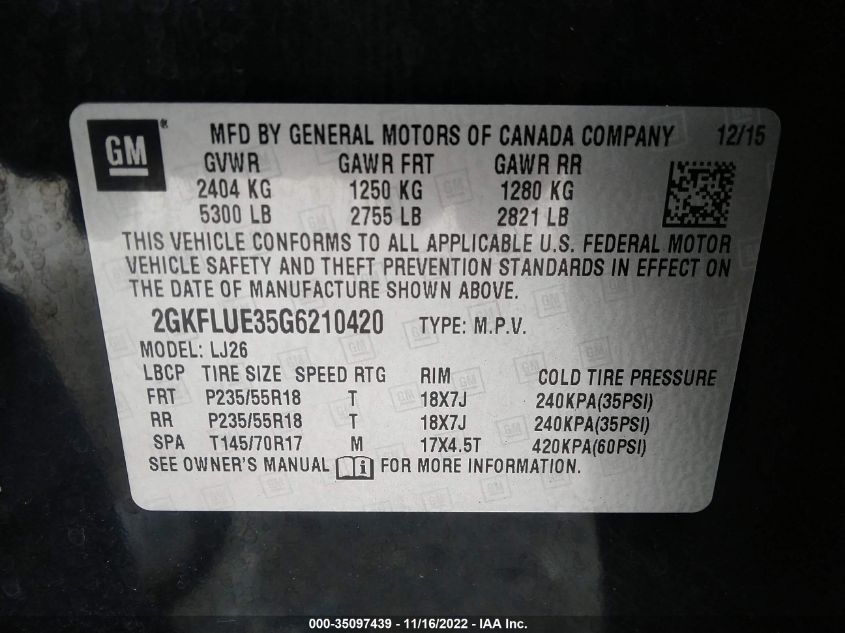 GM® MFD BY GENERAL MOTORS OF CANADA COMPANY 12/15
GVWR GAWR FRT GAWR RR
2404 KG 1250 KG 1280 KG
5300 LB 2755 LB 2821 LB
THIS VEHICLE CONFORMS TO ALL APPLICABLE U.S. FEDERAL MOTOR
VEHICLE SAFETY AND THEFT PREVENTION STANDARDS IN EFFECT ON
THE DATE OF MANUFACTURE SHOWN ABOVE.
2GKFLUE35G6210420 TYPE: M.P.V.
MODEL: LJ26
LBCP TIRE SIZE SPEED RTG RIM COLD TIRE PRESSURE
FRT P235/55R18 T 18X7J 240KPA(35PSI)
RR P235/55R18 T 18X7J 240KPA(35PSI)
SPA T145/70R17 M 17X4.5T 420KPA(60PSI)
SEE OWNER'S MANUAL FOR MORE INFORMATION.
000-35097439 - 11/16/2022 - IAA Inc.